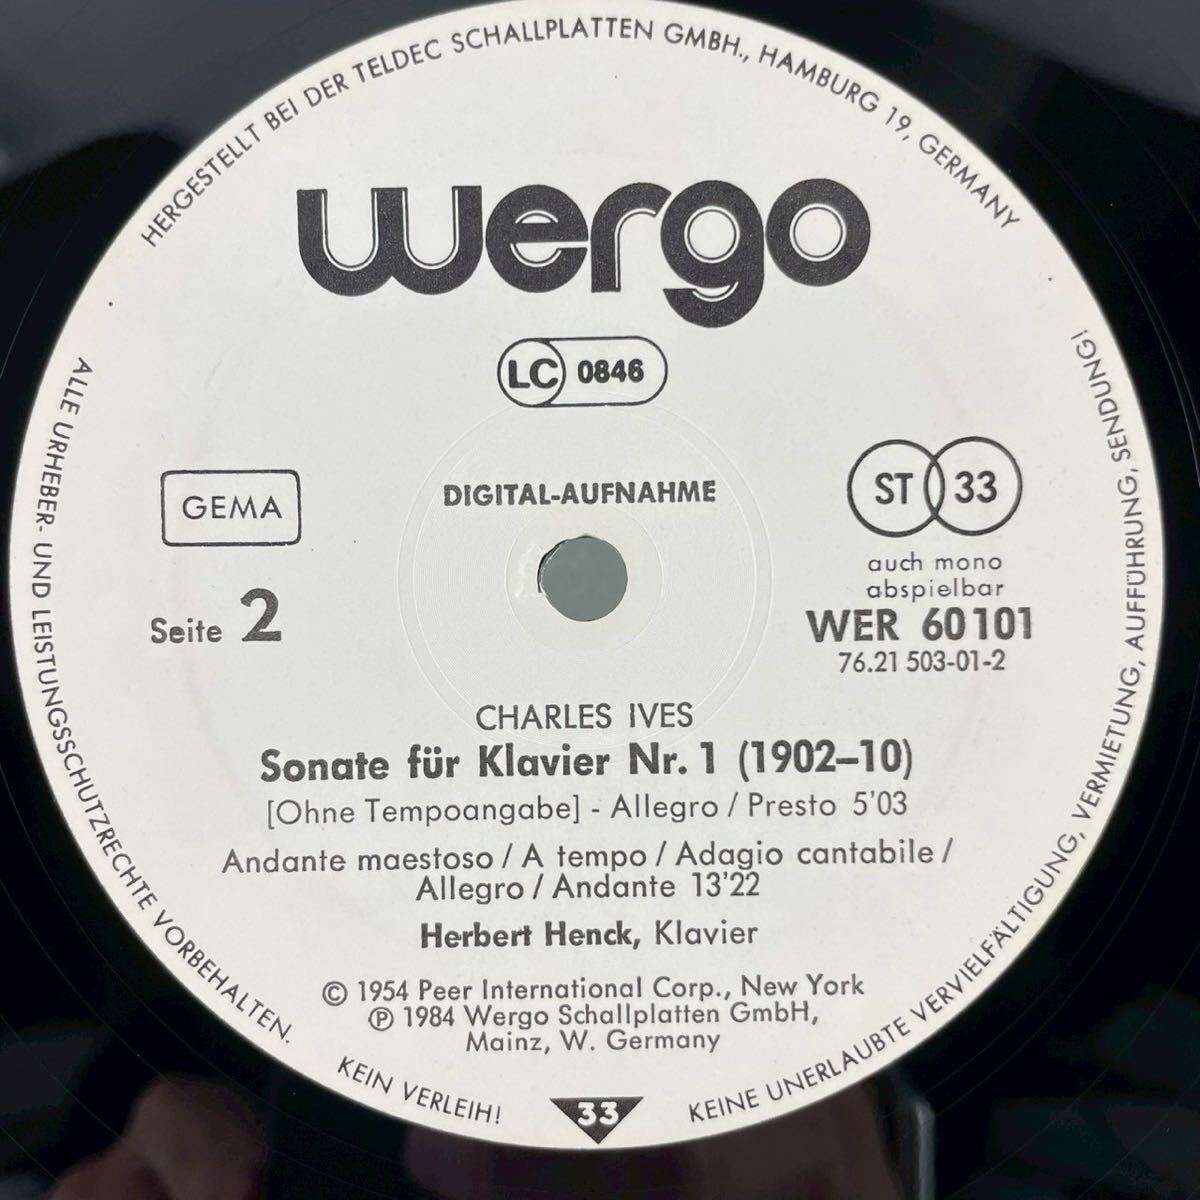 HERGESTELLT BEI DER TELDEC SCHALLPLATTEN GMBH., HAMBURG 19, GERMANY
wergo
LC 0846
GEMA
DIGITAL-AUFNAHME
ST 33
auch mono
abspielbar
Seite 2
WER 60101
76.21 503-01-2
CHARLES IVES
Sonate für Klavier Nr. 1 (1902–10)
[Ohne Tempoangabe] - Allegro / Presto 5'03
Andante maestoso / A tempo / Adagio cantabile /
Allegro / Andante 13'22
Herbert Henck, Klavier
© 1954 Peer International Corp., New York
℗ 1984 Wergo Schallplatten GmbH,
Mainz, W. Germany
ALLE URHEBER- UND LEISTUNGSSCHUTZRECHTE VORBEHALTEN.
KEIN VERLEIH!
33
KEINE UNERLAUBTE VERVIELFÄLTIGUNG, VERMIETUNG, AUFFÜHRUNG, SENDUNG!